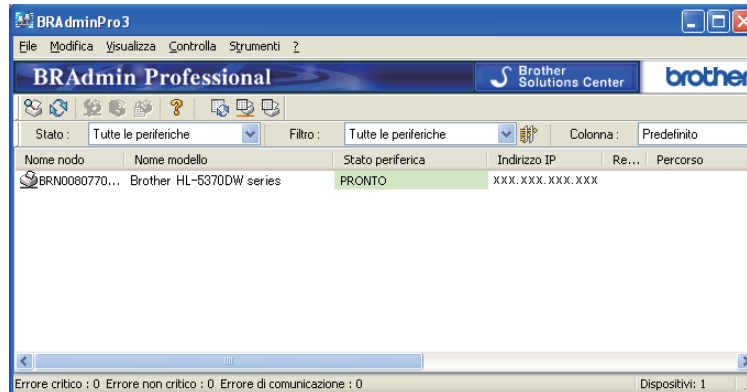 BRAdminPro3
File Modifica Visualizza Controlla Strumenti ?
BRAdmin Professional Brother Solutions Center brother
Stato : Tutte le periferiche Filtro : Tutte le periferiche Colonna : Predefinito
Nome nodo Nome modello Stato periferica Indirizzo IP Re... Percorso
BRN0080770... Brother HL-5370DW series PRONTO XXX.XXX.XXX.XXX
Errore critico : 0 Errore non critico : 0 Errore di comunicazione : 0 Dispositivi: 1